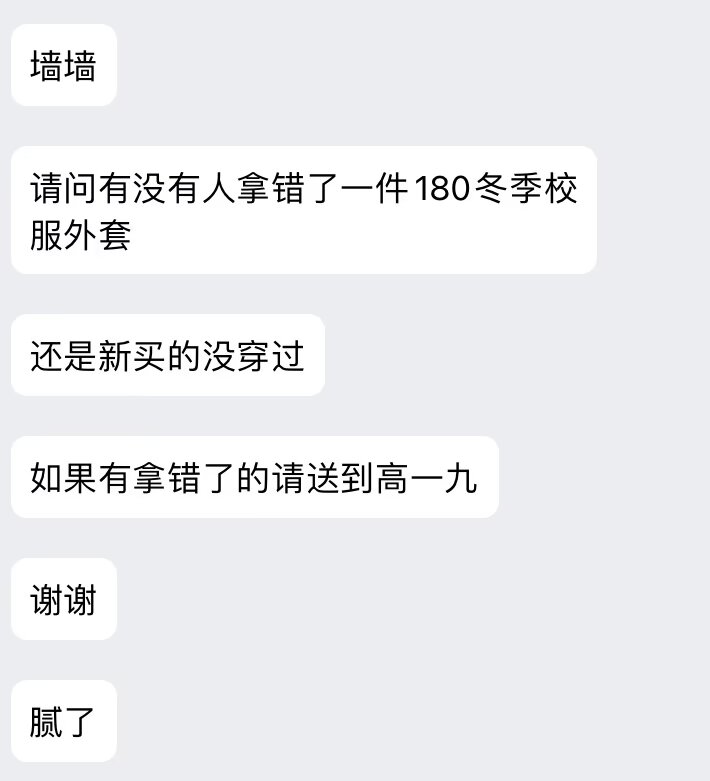 墙墙
请问有没有人拿错了一件180冬季校
服外套
还是新买的没穿过
如果有拿错了的请送到高一九
谢谢
腻了